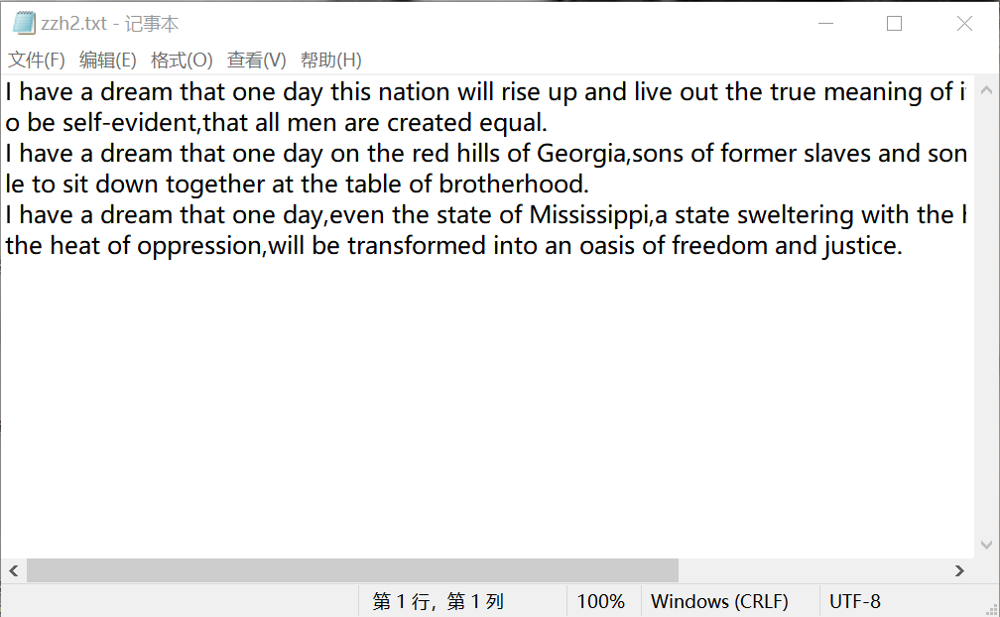 zzh2.txt - 记事本
文件(F) 编辑(E) 格式(O) 查看(V) 帮助(H)
I have a dream that one day this nation will rise up and live out the true meaning of
o be self-evident,that all men are created equal.
I have a dream that one day on the red hills of Georgia,sons of former slaves and son
le to sit down together at the table of brotherhood.
I have a dream that one day,even the state of Mississippi,a state sweltering with the
the heat of oppression,will be transformed into an oasis of freedom and justice.
第 1 行，第 1 列 100% Windows (CRLF) UTF-8